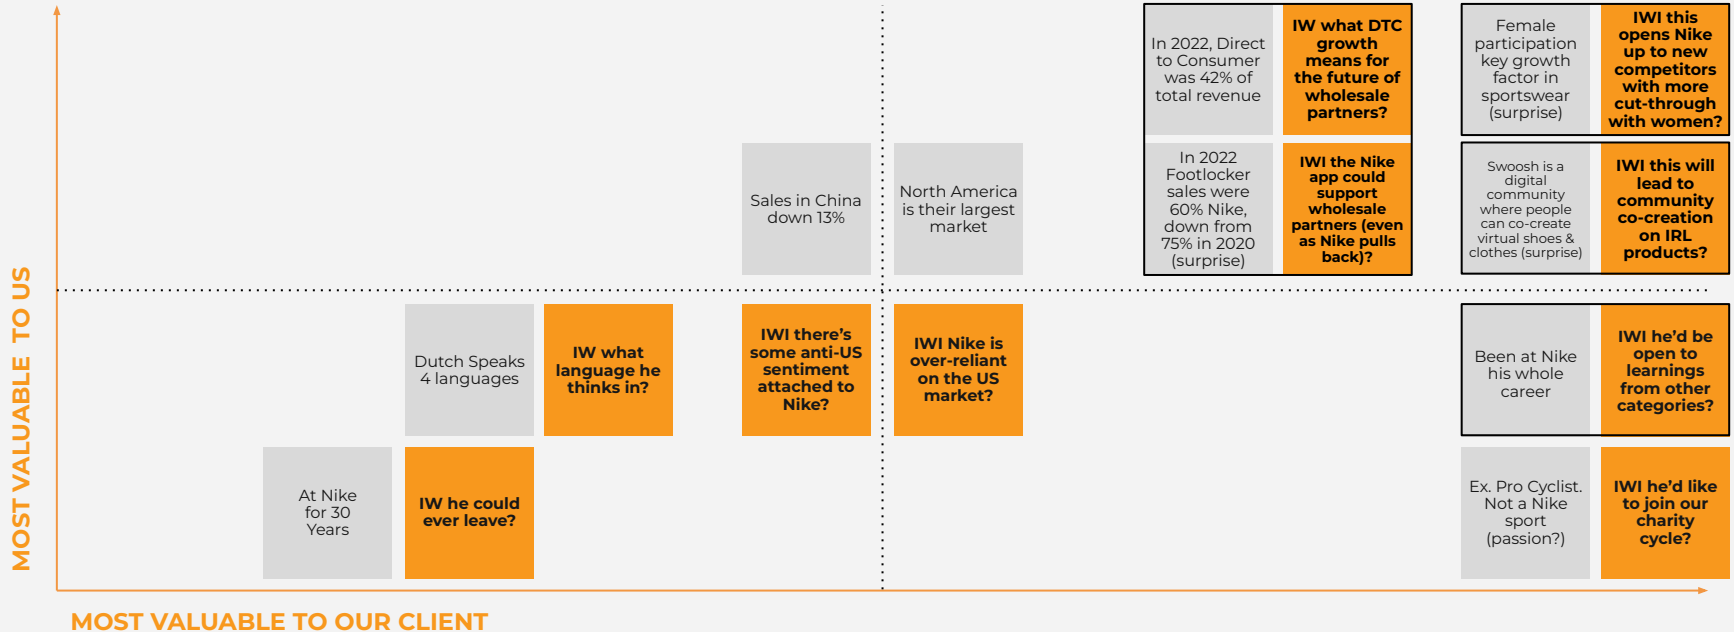 MOST VALUABLE TO US
In 2022, Direct
to Consumer
was 42% of
total revenue
IW what DTC
growth
means for
the future of
wholesale
partners?
Female
participation
key growth
factor in
sportswear
(surprise)
IWI this
opens Nike
up to new
competitors
with more
cut-through
with women?
Sales in China
down 13%
North America
is their largest
market
In 2022
Footlocker
sales were
60% Nike,
down from
75% in 2020
(surprise)
IWI the Nike
app could
support
wholesale
partners (even
as Nike pulls
back)?
Swoosh is a
digital
community
where people
can co-create
virtual shoes &
clothes (surprise)
IWI this will
lead to
community
co-creation
on IRL
products?
Dutch Speaks
4 languages
IW what
language he
thinks in?
IWI there’s
some anti-US
sentiment
attached to
Nike?
IWI Nike is
over-reliant
on the US
market?
Been at Nike
his whole
career
IWI he’d be
open to
learnings
from other
categories?
At Nike
for 30
Years
IW he could
ever leave?
Ex. Pro Cyclist.
Not a Nike
sport
(passion?)
IWI he’d like
to join our
charity
cycle?
MOST VALUABLE TO OUR CLIENT